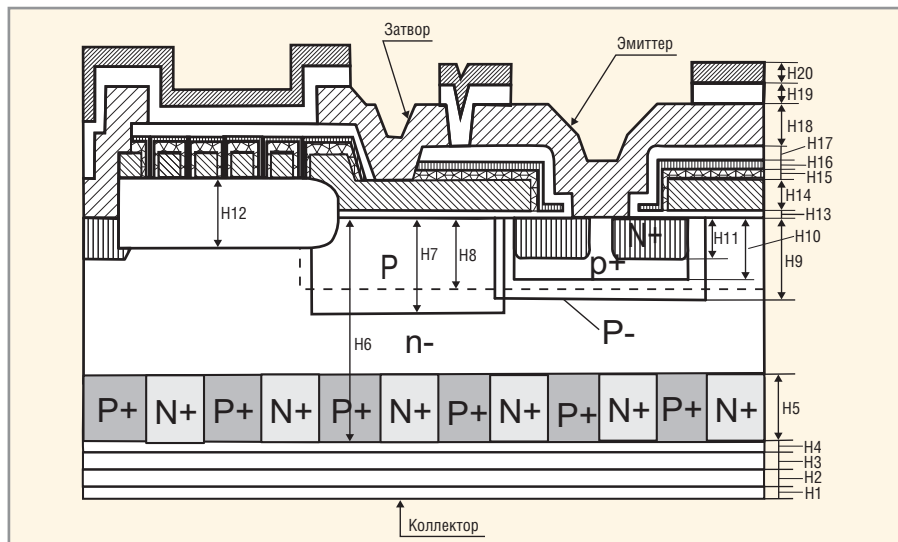 Затвор
Эмиттер
H20
H19
H18
H17
H16
H15
H14
H13
H12
H11
H10
H9
H7
H8
N+
P
p+
H6
n-
P-
P+ N+ P+ N+ P+ N+ P+ N+ P+ N+ P+ N+
H5
H4
H3
H2
H1
Коллектор